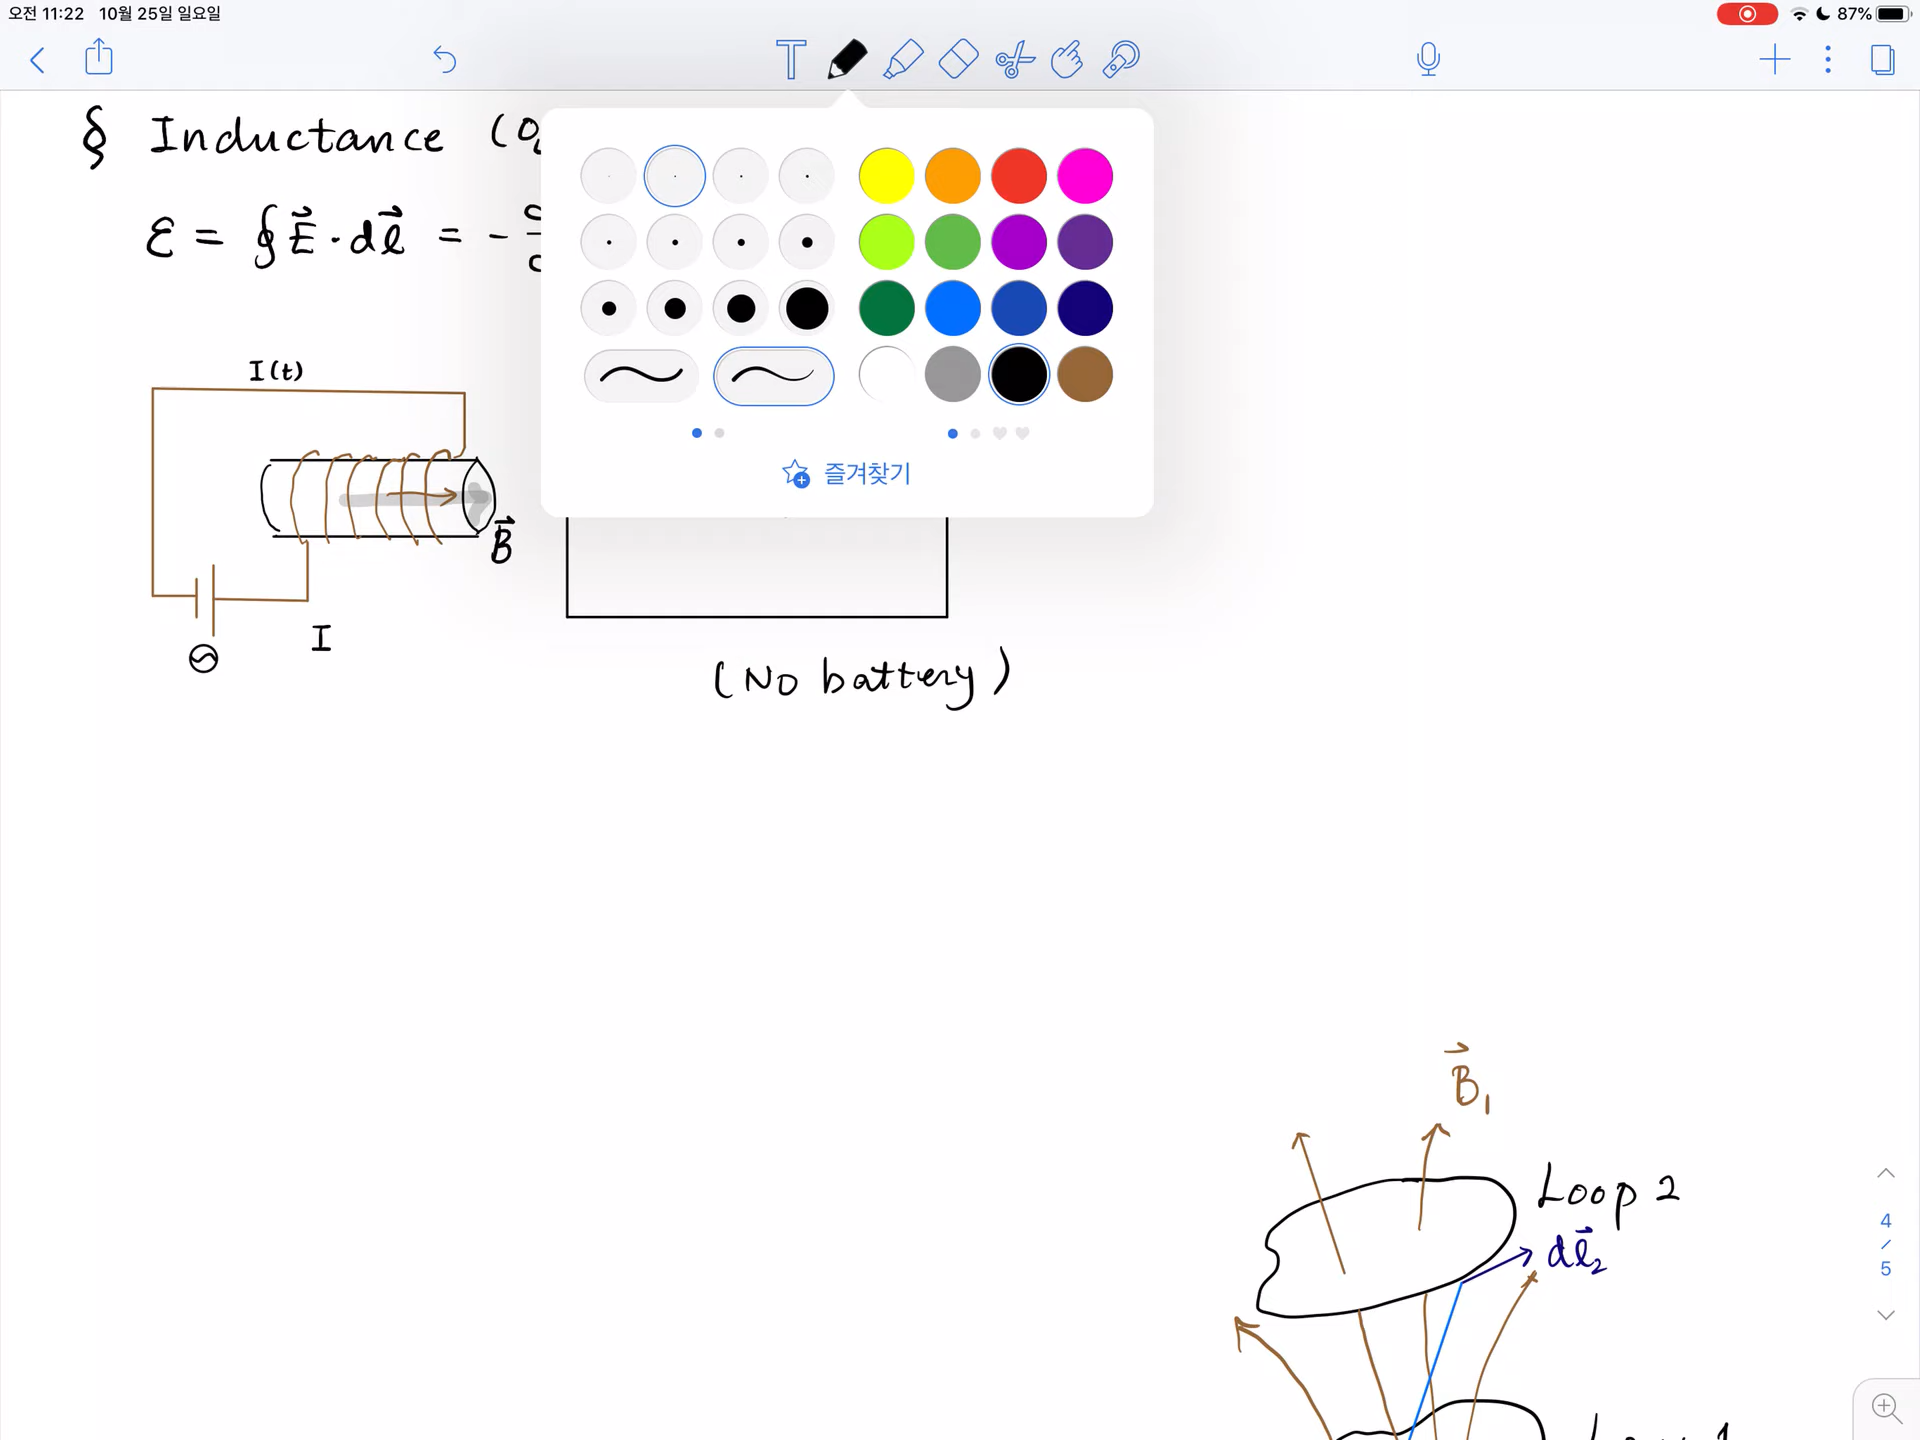 오전 11:22 10월 25일 일요일 87%
T
§ Inductance (
ε = ∮ E⃗ · dl⃗ = -
I(t)
즐겨찾기
B⃗
I
(No battery)
B⃗₁
Loop 2
dl⃗₂
4
/
5